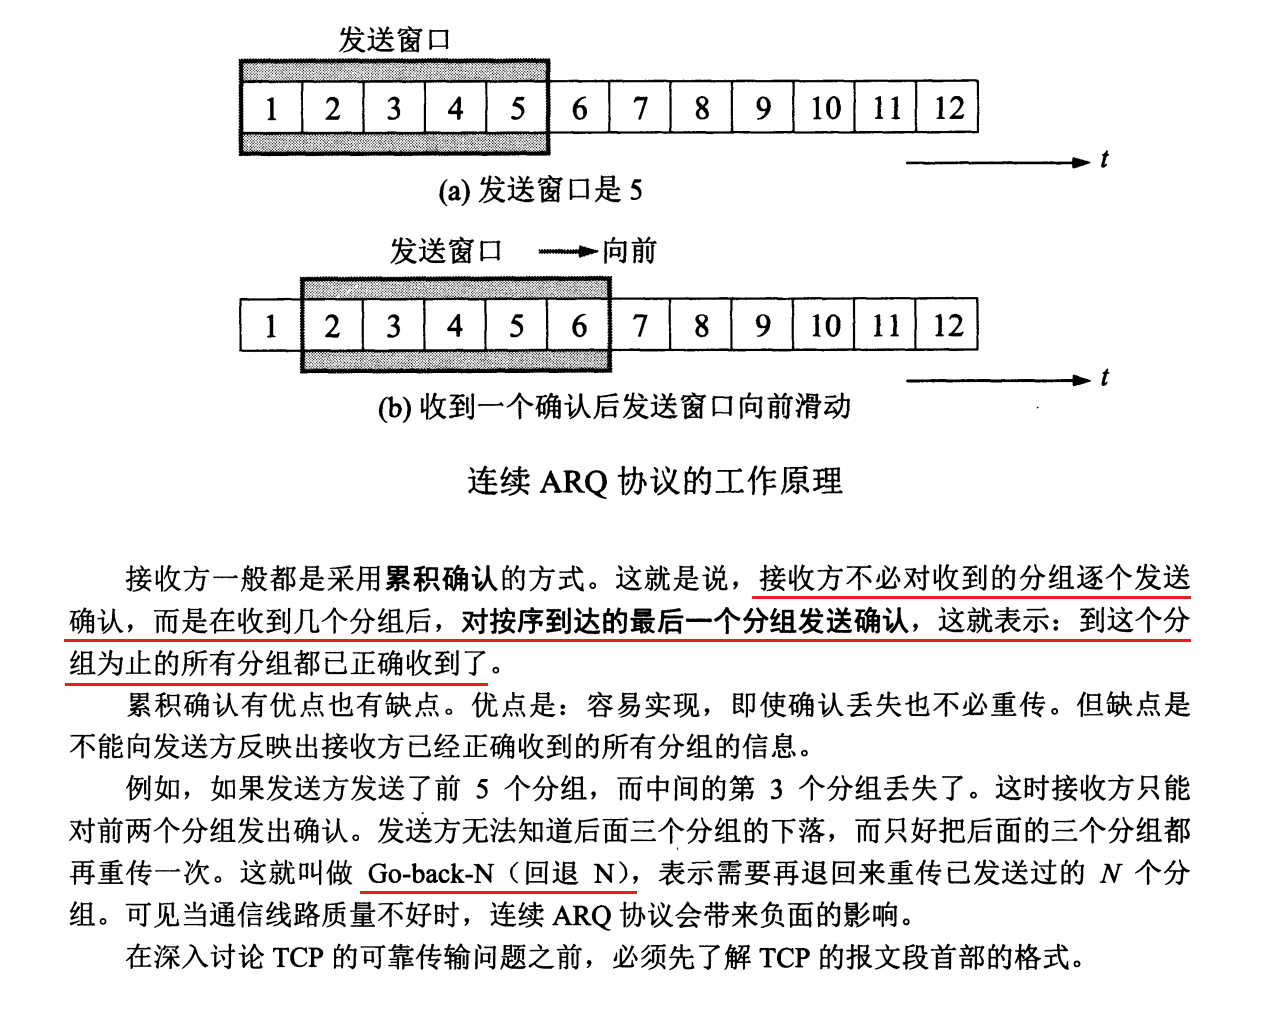 发送窗口
1 2 3 4 5 6 7 8 9 10 11 12
t
(a) 发送窗口是 5
发送窗口 向前
1 2 3 4 5 6 7 8 9 10 11 12
t
(b) 收到一个确认后发送窗口向前滑动
连续 ARQ 协议的工作原理
接收方一般都是采用累积确认的方式。这就是说，接收方不必对收到的分组逐个发送
确认，而是在收到几个分组后，对按序到达的最后一个分组发送确认，这就表示：到这个分
组为止的所有分组都已正确收到了。
累积确认有优点也有缺点。优点是：容易实现，即使确认丢失也不必重传。但缺点是
不能向发送方反映出接收方已经正确收到的所有分组的信息。
例如，如果发送方发送了前 5 个分组，而中间的第 3 个分组丢失了。这时接收方只能
对前两个分组发出确认。发送方无法知道后面三个分组的下落，而只好把后面的三个分组都
再重传一次。这就叫做 Go-back-N（回退 N），表示需要再退回来重传已发送过的 N 个分
组。可见当通信线路质量不好时，连续 ARQ 协议会带来负面的影响。
在深入讨论 TCP 的可靠传输问题之前，必须先了解 TCP 的报文段首部的格式。